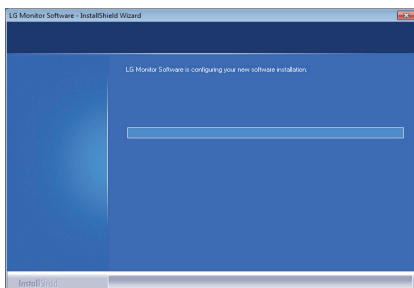 LG Monitor Software - InstallShield Wizard
LG Monitor Software is configuring your new software installation.
InstallShield